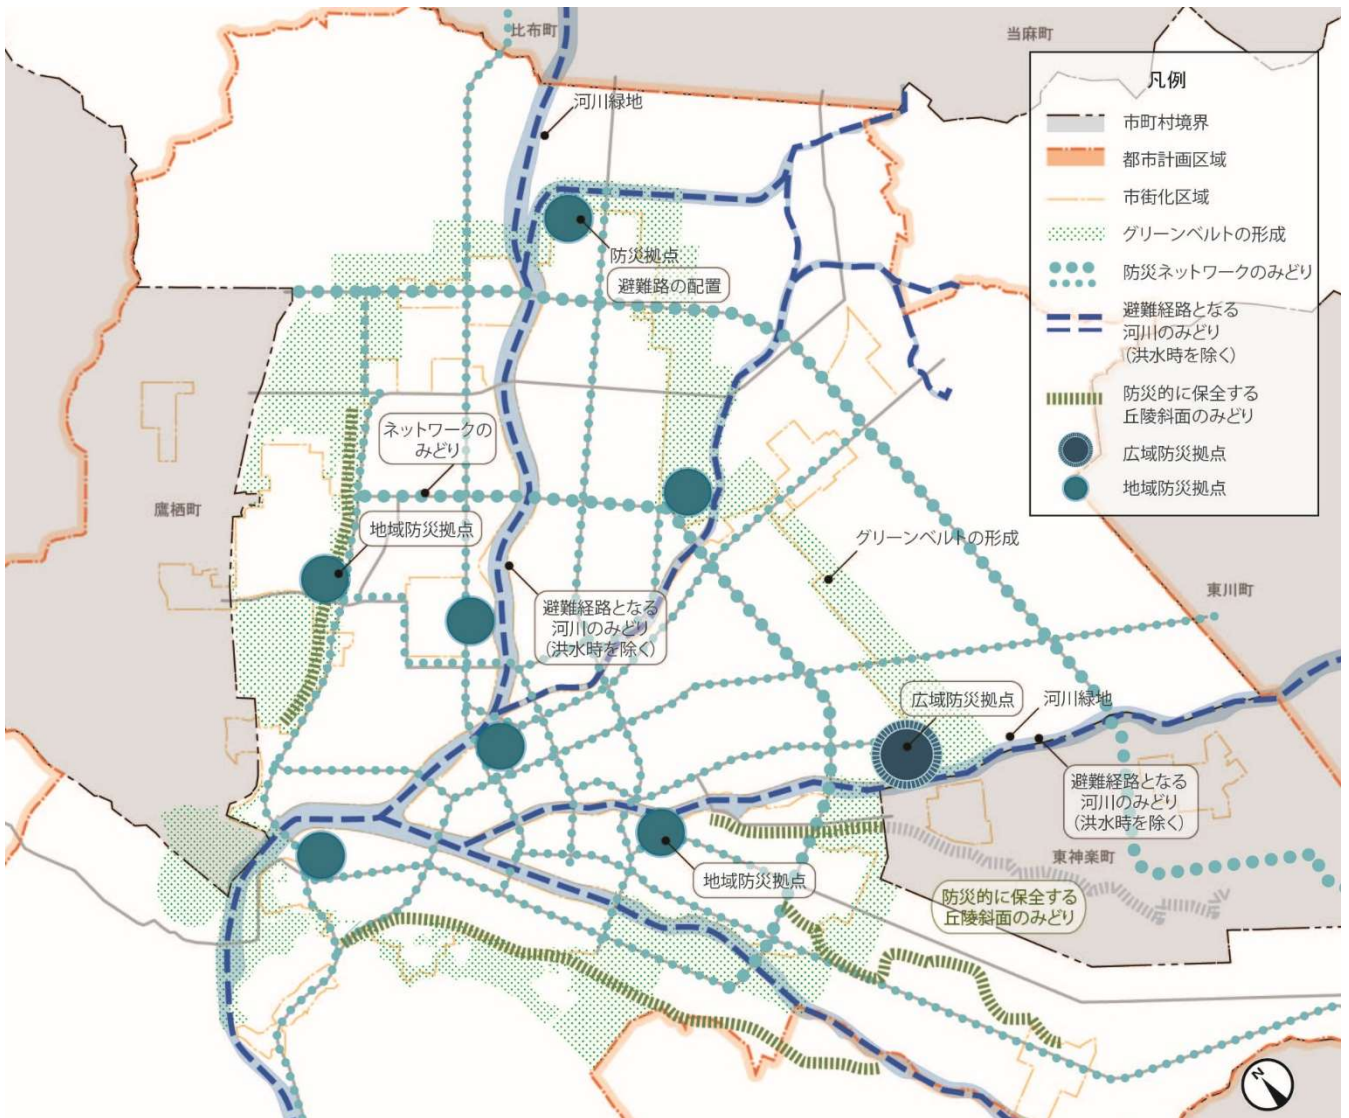 比布町
当麻町
河川緑地
凡例
市町村境界
都市計画区域
市街化区域
グリーンベルトの形成
防災ネットワークのみどり
避難経路となる
河川のみどり
(洪水時を除く)
防災的に保全する
丘陵斜面のみどり
広域防災拠点
地域防災拠点
防災拠点
避難路の配置
ネットワークの
みどり
鷹栖町
地域防災拠点
グリーンベルトの形成
東川町
避難経路となる
河川のみどり
(洪水時を除く)
広域防災拠点
河川緑地
避難経路となる
河川のみどり
(洪水時を除く)
東神楽町
地域防災拠点
防災的に保全する
丘陵斜面のみどり
N